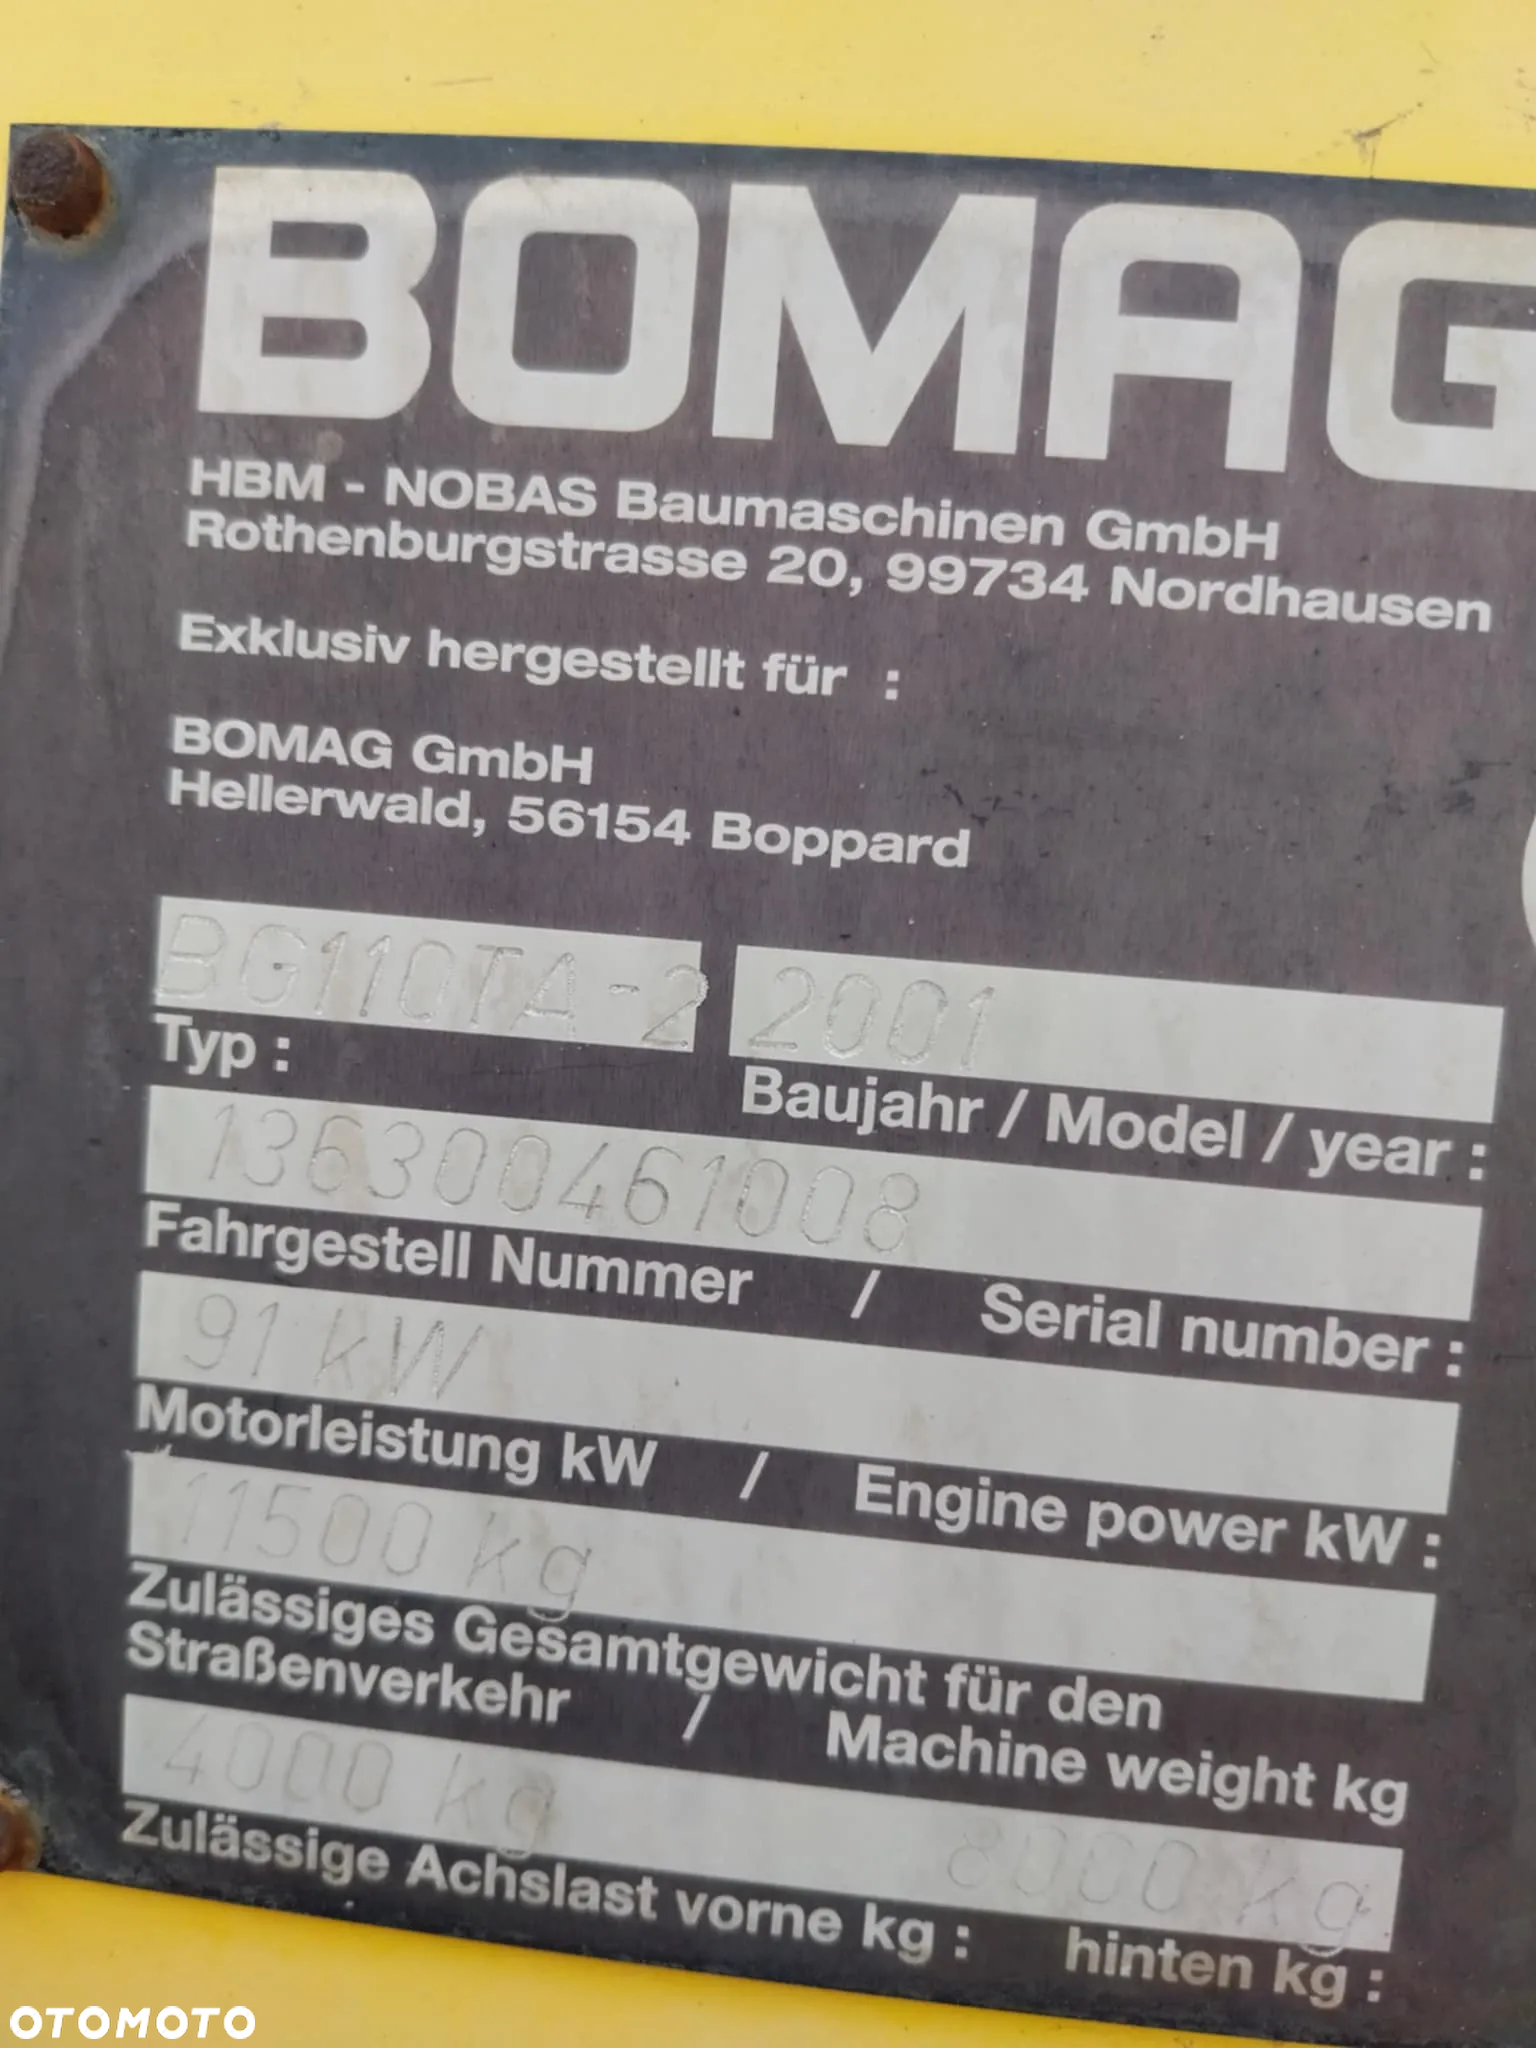 BOMAG
HBM - NOBAS Baumaschinen GmbH
Rothenburgstrasse 20, 99734 Nordhausen
Exklusiv hergestellt für :
BOMAG GmbH
Hellerwald, 56154 Boppard
BG110TA-2 2001
Typ : Baujahr / Model / year :
136300461008
Fahrgestell Nummer / Serial number :
91 kW
Motorleistung kW / Engine power kW :
11500 kg
Zulässiges Gesamtgewicht für den
Straßenverkehr / Machine weight kg
4000 kg 8000 kg
Zulässige Achslast vorne kg : hinten kg :
OTOMOTO